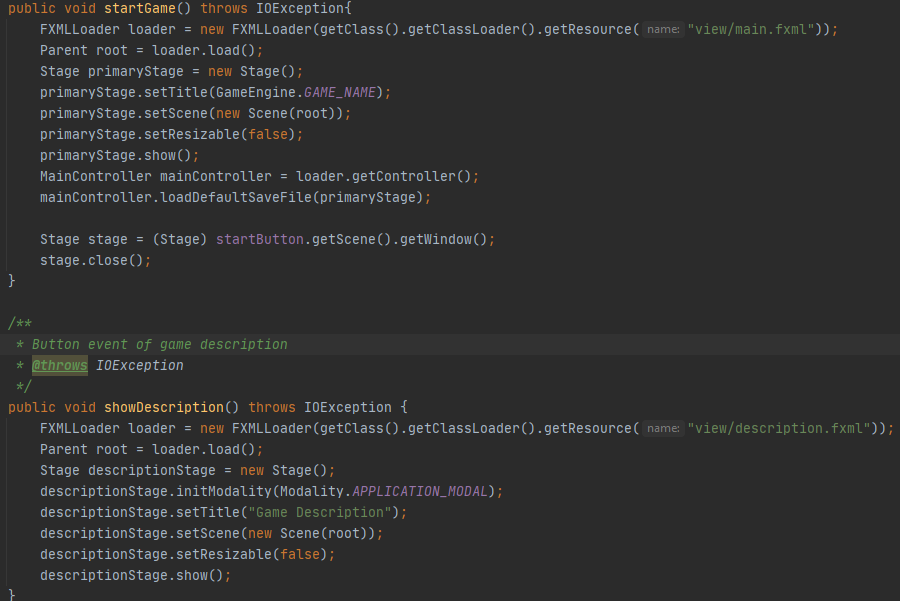 public void startGame() throws IOException{
    FXMLLoader loader = new FXMLLoader(getClass().getClassLoader().getResource( name: "view/main.fxml"));
    Parent root = loader.load();
    Stage primaryStage = new Stage();
    primaryStage.setTitle(GameEngine.GAME_NAME);
    primaryStage.setScene(new Scene(root));
    primaryStage.setResizable(false);
    primaryStage.show();
    MainController mainController = loader.getController();
    mainController.loadDefaultSaveFile(primaryStage);

    Stage stage = (Stage) startButton.getScene().getWindow();
    stage.close();
}

/**
 * Button event of game description
 * @throws IOException
 */
public void showDescription() throws IOException {
    FXMLLoader loader = new FXMLLoader(getClass().getClassLoader().getResource( name: "view/description.fxml"));
    Parent root = loader.load();
    Stage descriptionStage = new Stage();
    descriptionStage.initModality(Modality.APPLICATION_MODAL);
    descriptionStage.setTitle("Game Description");
    descriptionStage.setScene(new Scene(root));
    descriptionStage.setResizable(false);
    descriptionStage.show();
}